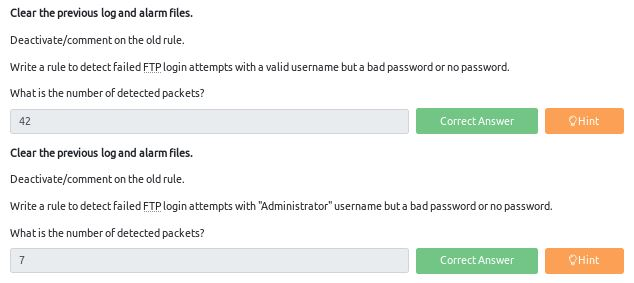 Clear the previous log and alarm files.
Deactivate/comment on the old rule.
Write a rule to detect failed FTP login attempts with a valid username but a bad password or no password.
What is the number of detected packets?
42 Correct Answer Hint
Clear the previous log and alarm files.
Deactivate/comment on the old rule.
Write a rule to detect failed FTP login attempts with "Administrator" username but a bad password or no password.
What is the number of detected packets?
7 Correct Answer Hint